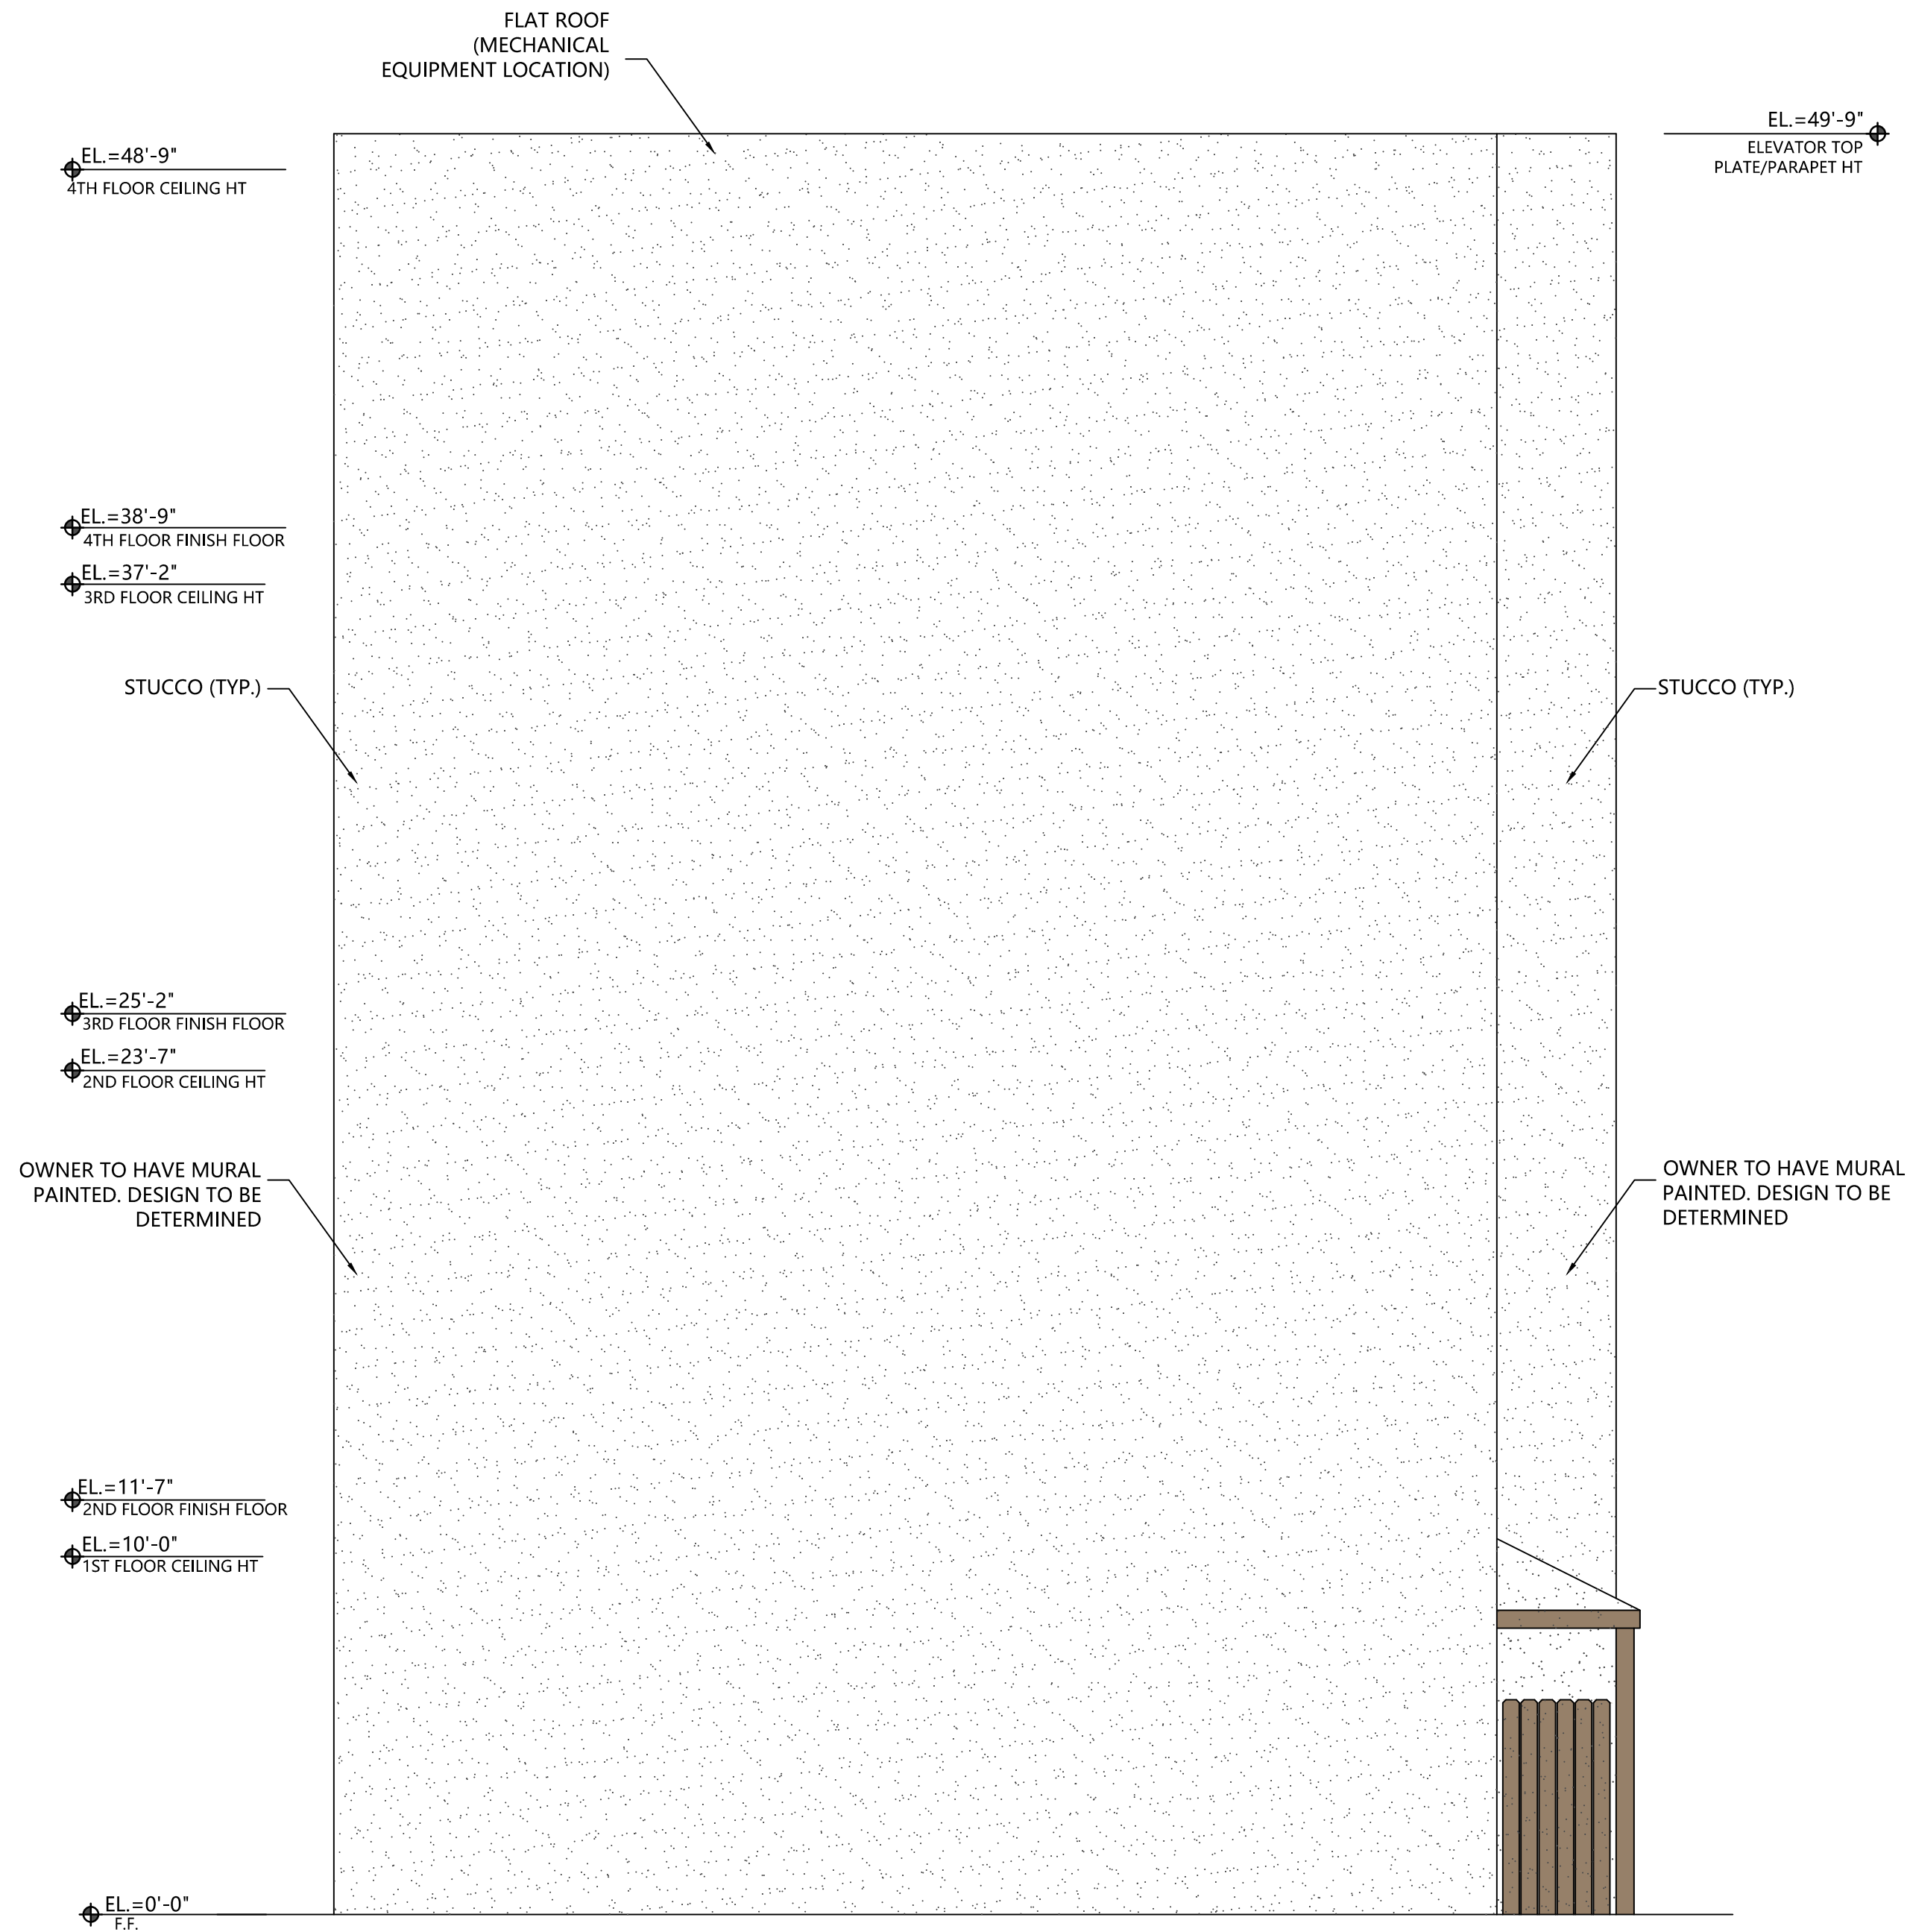 FLAT ROOF
(MECHANICAL
EQUIPMENT LOCATION)
EL.=49'-9"
ELEVATOR TOP
PLATE/PARAPET HT
EL.=48'-9"
4TH FLOOR CEILING HT
EL.=38'-9"
4TH FLOOR FINISH FLOOR
EL.=37'-2"
3RD FLOOR CEILING HT
STUCCO (TYP.)
STUCCO (TYP.)
EL.=25'-2"
3RD FLOOR FINISH FLOOR
EL.=23'-7"
2ND FLOOR CEILING HT
OWNER TO HAVE MURAL
PAINTED. DESIGN TO BE
DETERMINED
OWNER TO HAVE MURAL
PAINTED. DESIGN TO BE
DETERMINED
EL.=11'-7"
2ND FLOOR FINISH FLOOR
EL.=10'-0"
1ST FLOOR CEILING HT
EL.=0'-0"
F.F.